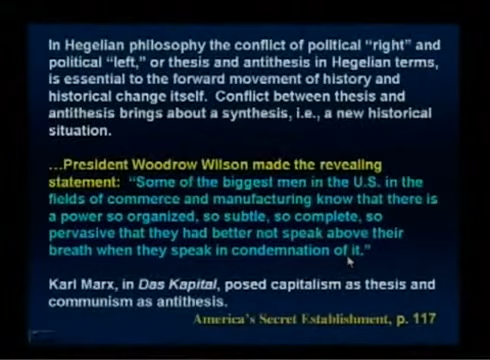 In Hegelian philosophy the conflict of political “right” and
political “left,” or thesis and antithesis in Hegelian terms,
is essential to the forward movement of history and
historical change itself. Conflict between thesis and
antithesis brings about a synthesis, i.e., a new historical
situation.
…President Woodrow Wilson made the revealing
statement: “Some of the biggest men in the U.S. in the
fields of commerce and manufacturing know that there is
a power so organized, so subtle, so complete, so
pervasive that they had better not speak above their
breath when they speak in condemnation of it.”
Karl Marx, in Das Kapital, posed capitalism as thesis and
communism as antithesis.
America's Secret Establishment, p. 117